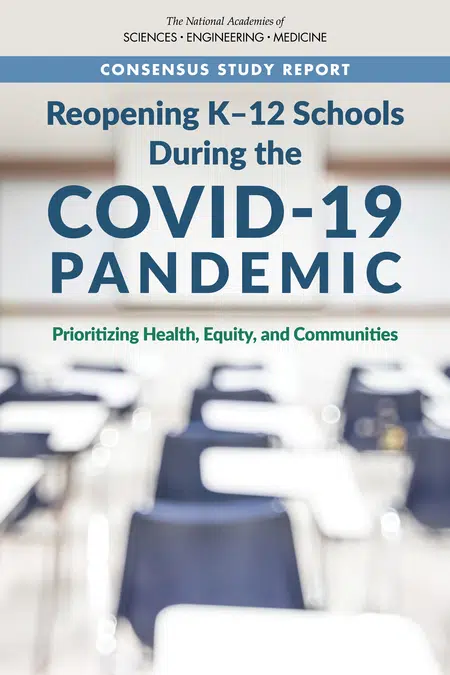 The National Academies of
SCIENCES • ENGINEERING • MEDICINE
CONSENSUS STUDY REPORT
Reopening K–12 Schools
During the
COVID-19
PANDEMIC
Prioritizing Health, Equity, and Communities